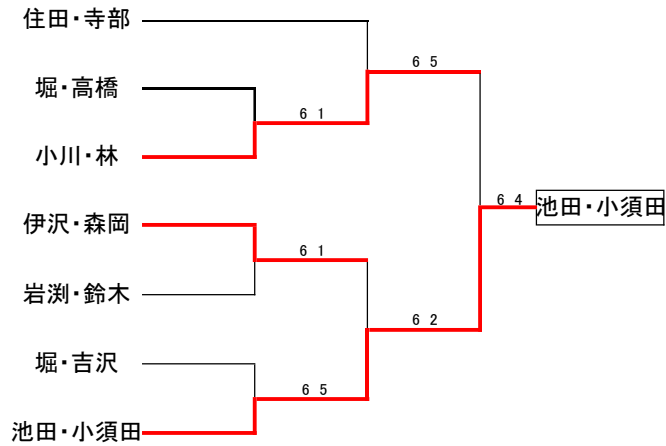 住田・寺部
６ ５
堀・高橋
６ １
小川・林
６ ４
池田・小須田
伊沢・森岡
６ １
岩渕・鈴木
６ ２
堀・吉沢
６ ５
池田・小須田